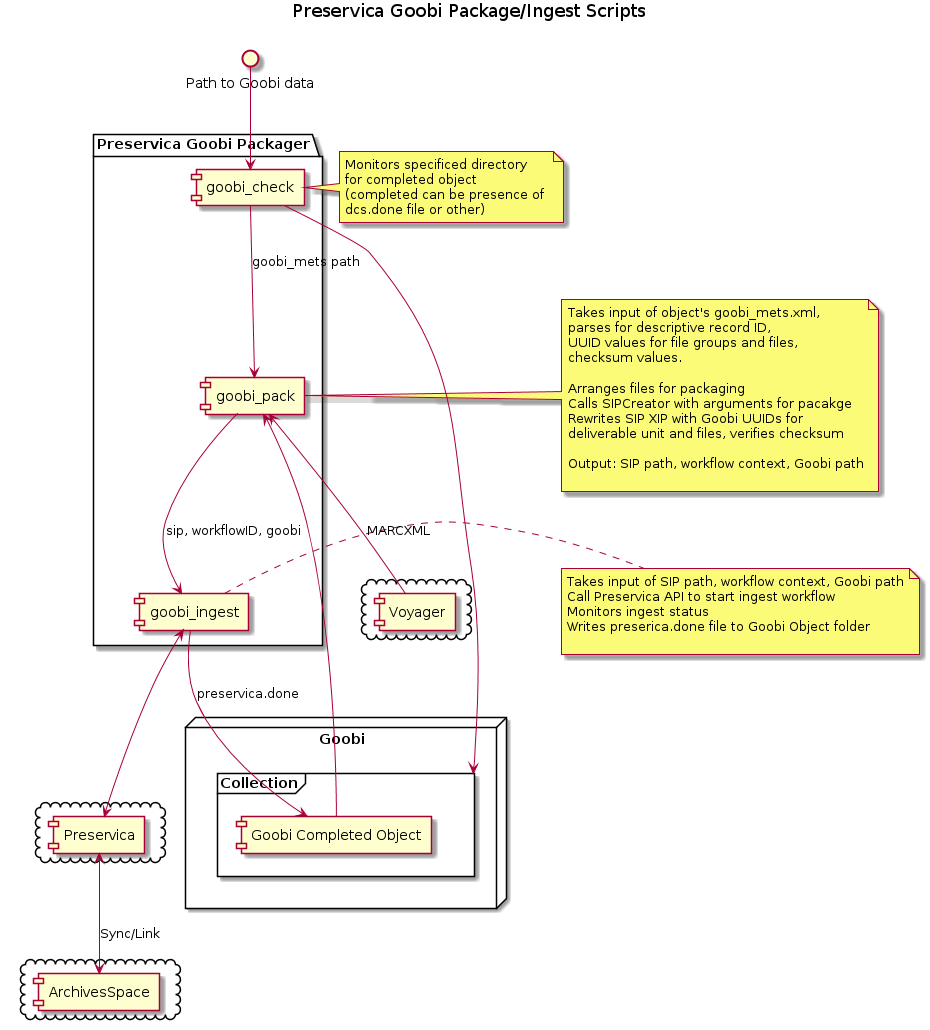 Preservica Goobi Package/Ingest Scripts
Path to Goobi data
Preservica Goobi Packager
goobi_check
Monitors specificed directory
for completed object
(completed can be presence of
dcs.done file or other)
goobi_mets path
Takes input of object's goobi_mets.xml,
parses for descriptive record ID,
UUID values for file groups and files,
checksum values.
Arranges files for packaging
Calls SIPCreator with arguments for pacakge
Rewrites SIP XIP with Goobi UUIDs for
deliverable unit and files, verifies checksum
Output: SIP path, workflow context, Goobi path
goobi_pack
sip, workflowID, goobi
MARCXML
goobi_ingest
Voyager
Takes input of SIP path, workflow context, Goobi path
Call Preservica API to start ingest workflow
Monitors ingest status
Writes preserica.done file to Goobi Object folder
preservica.done
Goobi
Collection
Goobi Completed Object
Preservica
Sync/Link
ArchivesSpace